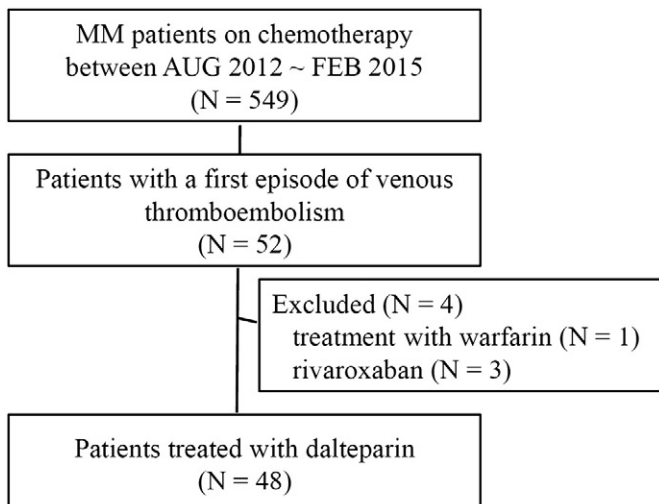 MM patients on chemotherapy
between AUG 2012 ~ FEB 2015
(N = 549)
Patients with a first episode of venous
thromboembolism
(N = 52)
Excluded (N = 4)
treatment with warfarin (N = 1)
rivaroxaban (N = 3)
Patients treated with dalteparin
(N = 48)